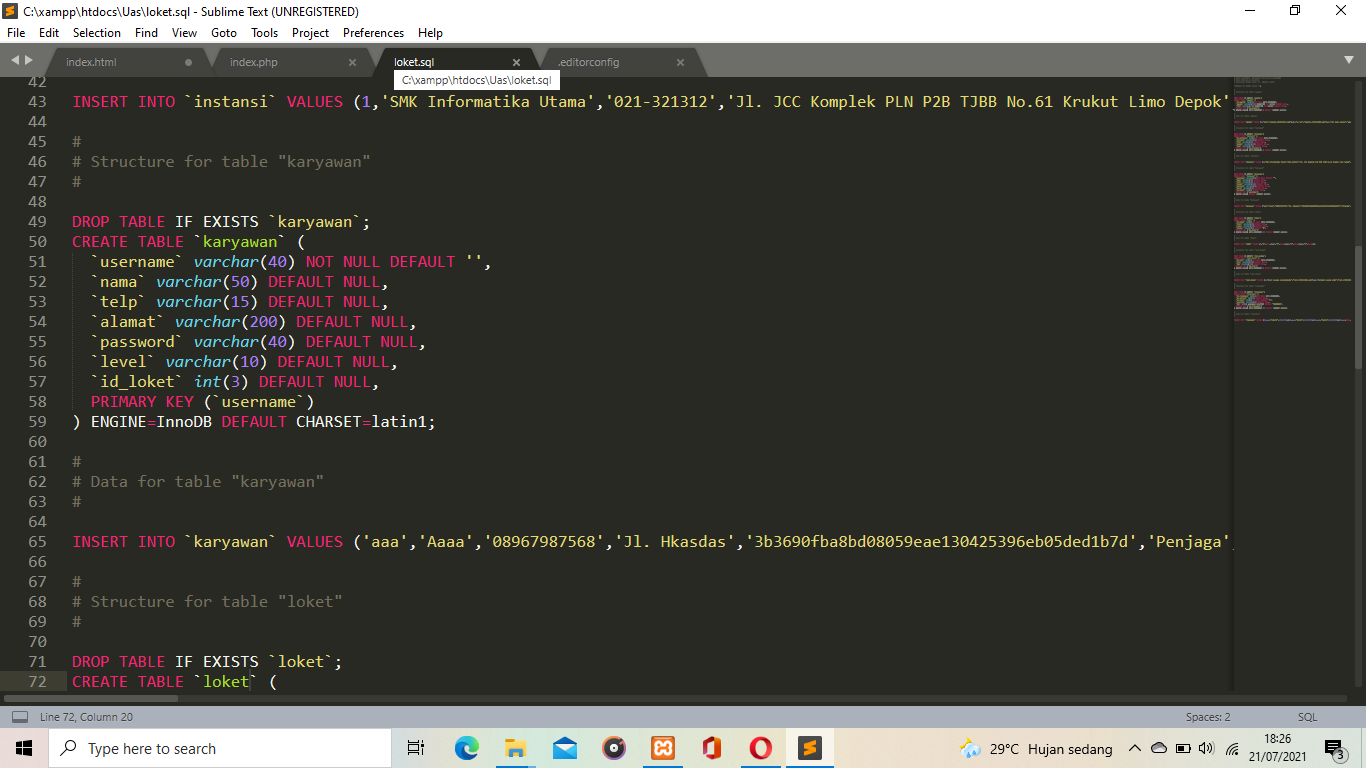 C:\xampp\htdocs\Uas\loket.sql - Sublime Text (UNREGISTERED)
File Edit Selection Find View Goto Tools Project Preferences Help
index.html index.php loket.sql .editorconfig
C:\xampp\htdocs\Uas\loket.sql
42
43 INSERT INTO `instansi` VALUES (1,'SMK Informatika Utama','021-321312','Jl. JCC Komplek PLN P2B TJBB No.61 Krukut Limo Depok'
44
45 #
46 # Structure for table "karyawan"
47 #
48
49 DROP TABLE IF EXISTS `karyawan`;
50 CREATE TABLE `karyawan` (
51 `username` varchar(40) NOT NULL DEFAULT '',
52 `nama` varchar(50) DEFAULT NULL,
53 `telp` varchar(15) DEFAULT NULL,
54 `alamat` varchar(200) DEFAULT NULL,
55 `password` varchar(40) DEFAULT NULL,
56 `level` varchar(10) DEFAULT NULL,
57 `id_loket` int(3) DEFAULT NULL,
58 PRIMARY KEY (`username`)
59 ) ENGINE=InnoDB DEFAULT CHARSET=latin1;
60
61 #
62 # Data for table "karyawan"
63 #
64
65 INSERT INTO `karyawan` VALUES ('aaa','Aaaa','08967987568','Jl. Hkasdas','3b3690fba8bd08059eae130425396eb05ded1b7d','Penjaga'
66
67 #
68 # Structure for table "loket"
69 #
70
71 DROP TABLE IF EXISTS `loket`;
72 CREATE TABLE `loket` (
Line 72, Column 20 Spaces: 2 SQL
Type here to search 29°C Hujan sedang 18:26
21/07/2021 3